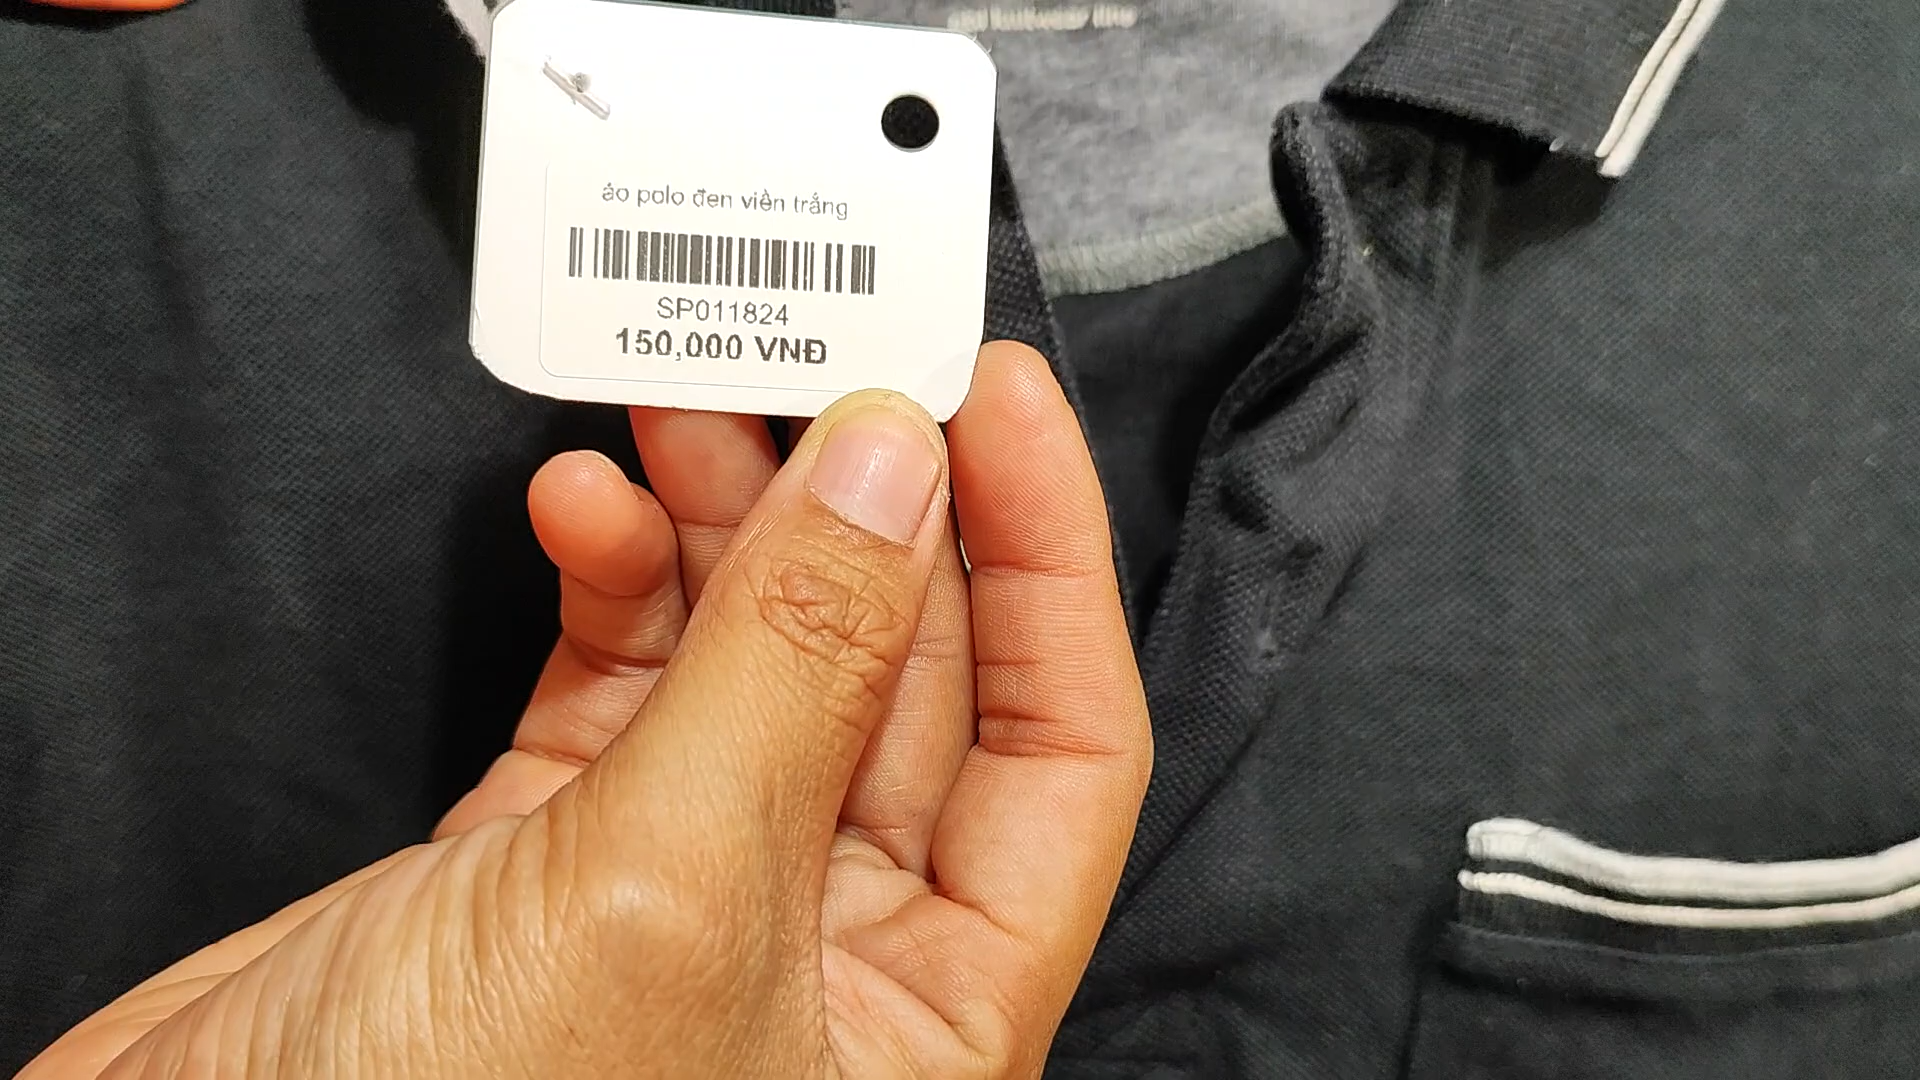 áo polo đen viền trắng
SP011824
150,000 VNĐ